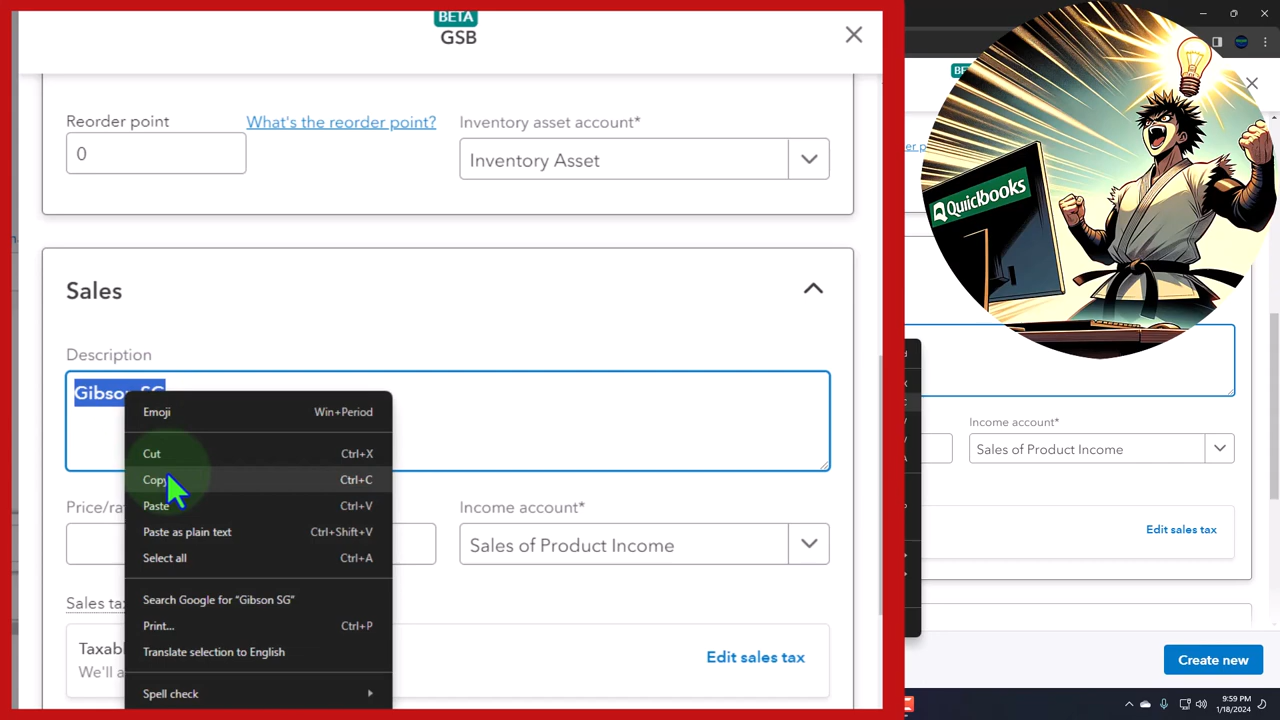 BETA
GSB
Reorder point
What's the reorder point?
Inventory asset account*
0
Inventory Asset
Sales
Description
Gibson SG
Emoji Win+Period
Cut Ctrl+X
Copy Ctrl+C
Paste Ctrl+V
Paste as plain text Ctrl+Shift+V
Select all Ctrl+A
Search Google for “Gibson SG”
Print... Ctrl+P
Translate selection to English
Spell check
Income account*
Sales of Product Income
Edit sales tax
QuickBooks
Income account*
Sales of Product Income
Edit sales tax
Create new
9:59 PM
1/18/2024